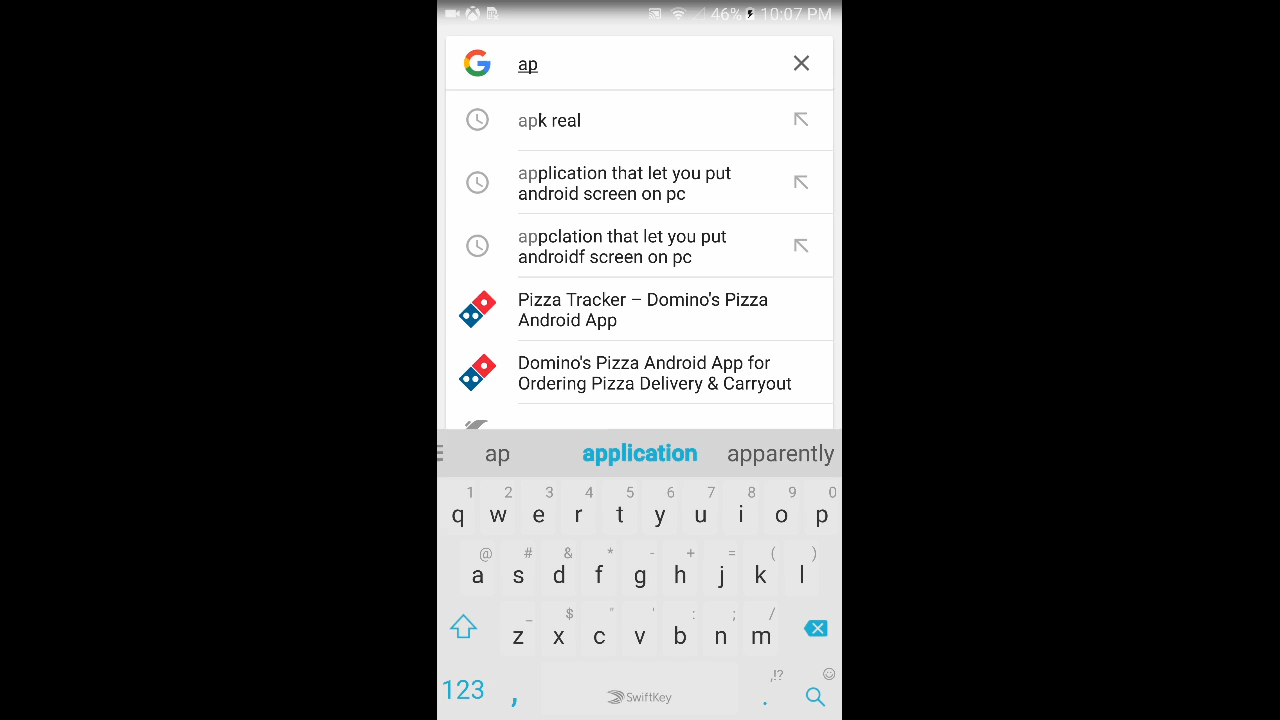 46% 10:07 PM
ap
apk real
application that let you put
android screen on pc
appclation that let you put
androidf screen on pc
Pizza Tracker – Domino's Pizza
Android App
Domino's Pizza Android App for
Ordering Pizza Delivery & Carryout
ap application apparently
1 2 3 4 5 6 7 8 9 0
q w e r t y u i o p
@ # & * - + = ( )
a s d f g h j k l
_ $ " ' : ; /
z x c v b n m
,!?
123 , SwiftKey .